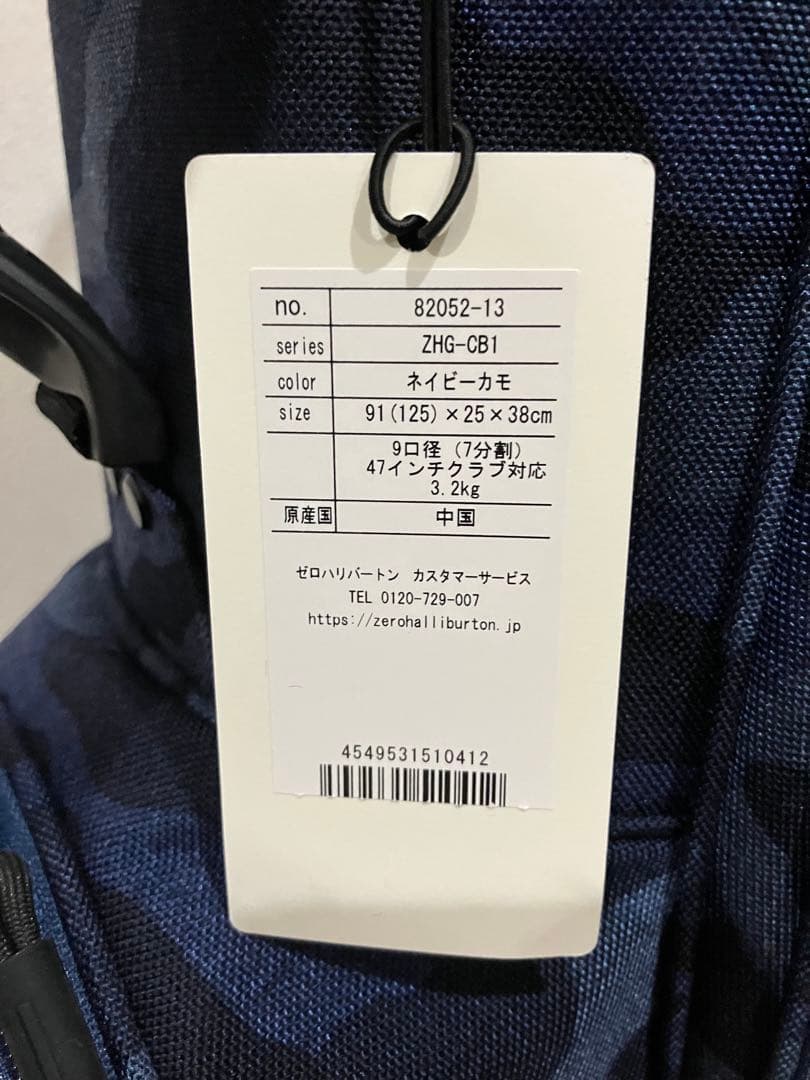 no. 82052-13
series ZHG-CB1
color ネイビーカモ
size 91(125)×25×38cm
9口径（7分割）
47インチクラブ対応
3.2kg
原産国 中国
ゼロハリバートン カスタマーサービス
TEL 0120-729-007
https://zerohalliburton.jp
4549531510412